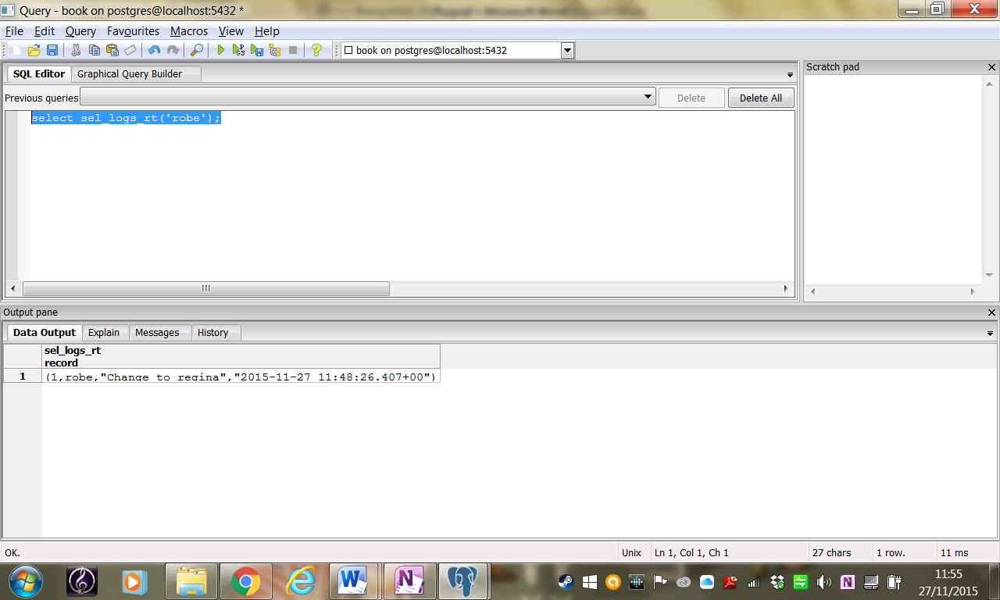 Query - book on postgres@localhost:5432 *
File Edit Query Favourites Macros View Help
book on postgres@localhost:5432
SQL Editor Graphical Query Builder
Previous queries Delete Delete All
select sel_logs_rt('robe');
Scratch pad
Output pane
Data Output Explain Messages History
sel_logs_rt
record
1 (1,robe,"Change to regina","2015-11-27 11:48:26.407+00")
OK. Unix Ln 1, Col 1, Ch 1 27 chars 1 row. 11 ms
11:55
27/11/2015